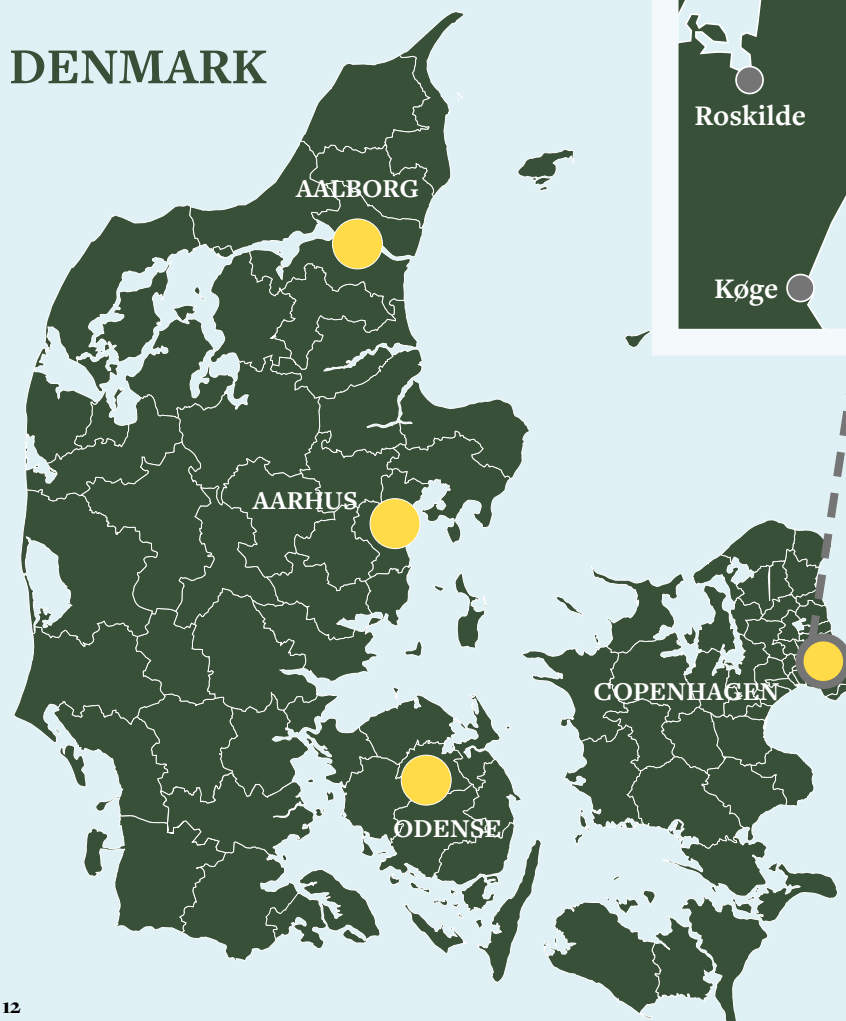 DENMARK
Roskilde
AALBORG
Køge
AARHUS
COPENHAGEN
ODENSE
12